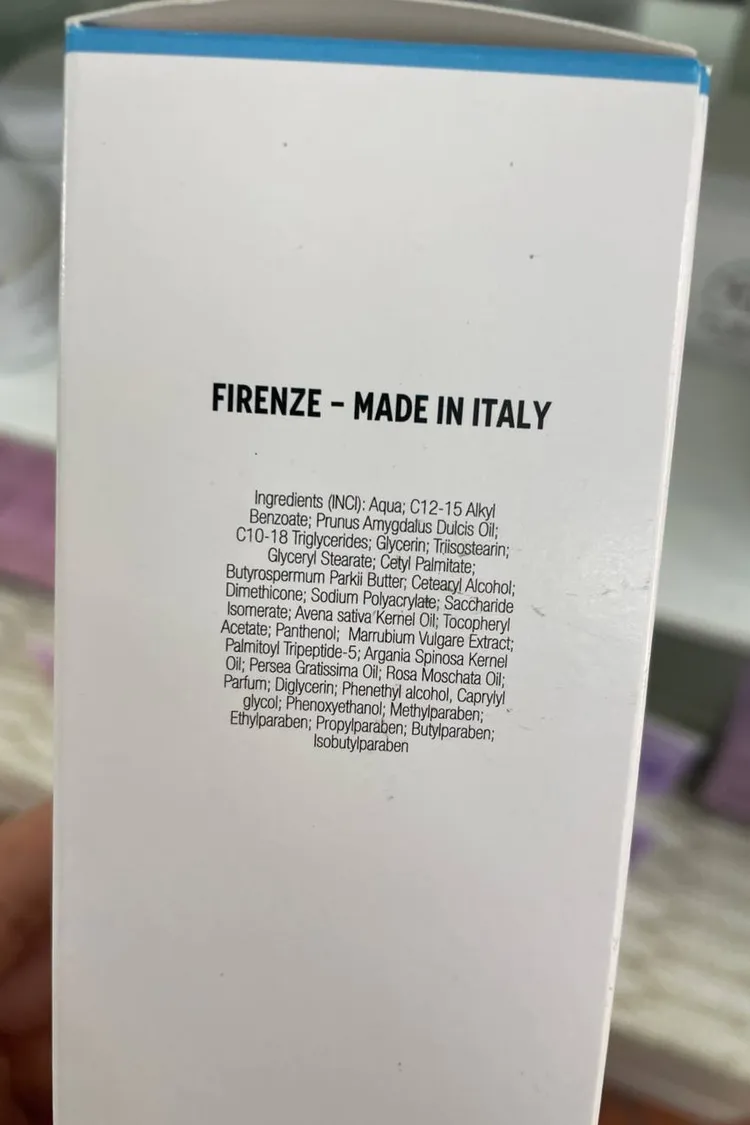 FIRENZE - MADE IN ITALY
Ingredients (INCI): Aqua; C12-15 Alkyl
Benzoate; Prunus Amygdalus Dulcis Oil;
C10-18 Triglycerides; Glycerin; Triisostearin;
Glyceryl Stearate; Cetyl Palmitate;
Butyrospermum Parkii Butter; Cetearyl Alcohol;
Dimethicone; Sodium Polyacrylate; Saccharide
Isomerate; Avena sativa Kernel Oil; Tocopheryl
Acetate; Panthenol; Marrubium Vulgare Extract;
Palmitoyl Tripeptide-5; Argania Spinosa Kernel
Oil; Persea Gratissima Oil; Rosa Moschata Oil;
Parfum; Diglycerin; Phenethyl alcohol, Caprylyl
glycol; Phenoxyethanol; Methylparaben;
Ethylparaben; Propylparaben; Butylparaben;
Isobutylparaben